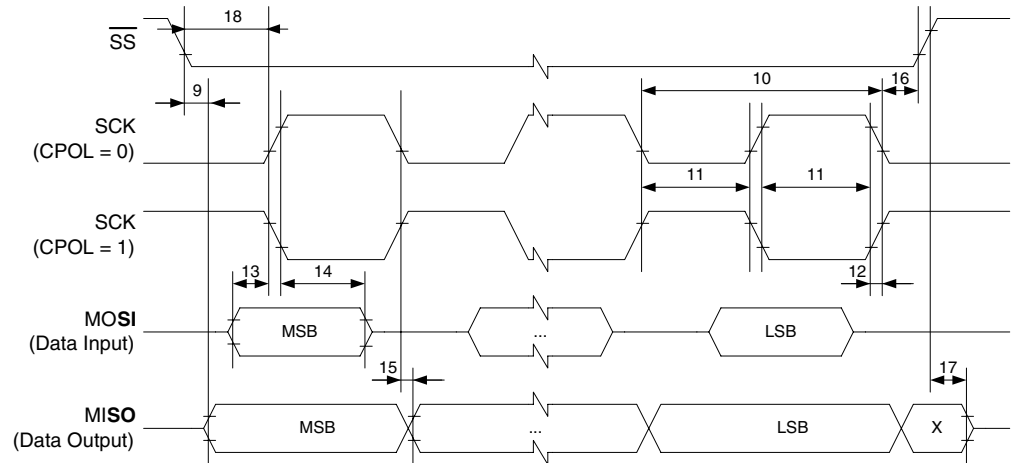 18
SS
10
16
9
SCK
(CPOL = 0)
11
11
SCK
(CPOL = 1)
13
14
12
MOSI
(Data Input)
MSB
...
LSB
15
17
MISO
(Data Output)
MSB
...
LSB
X